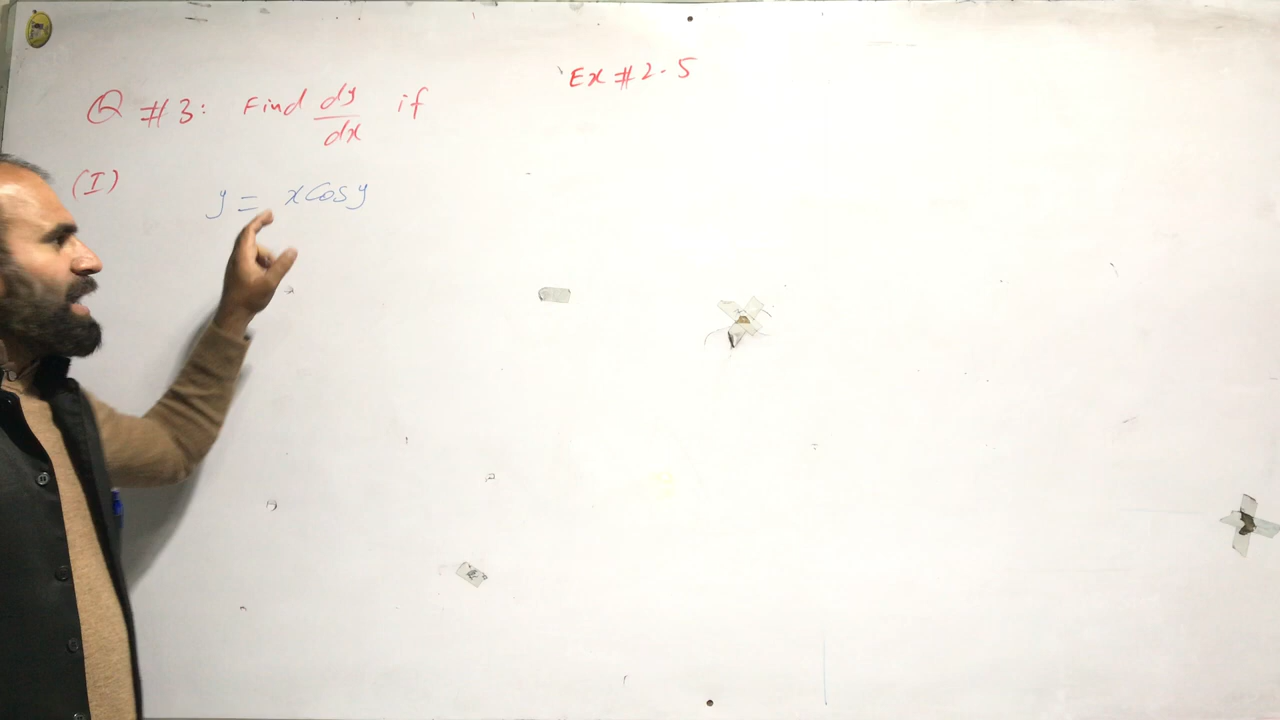 Ex # 2.5
Q #3: Find dy/dx if
(I) y = x Cos y